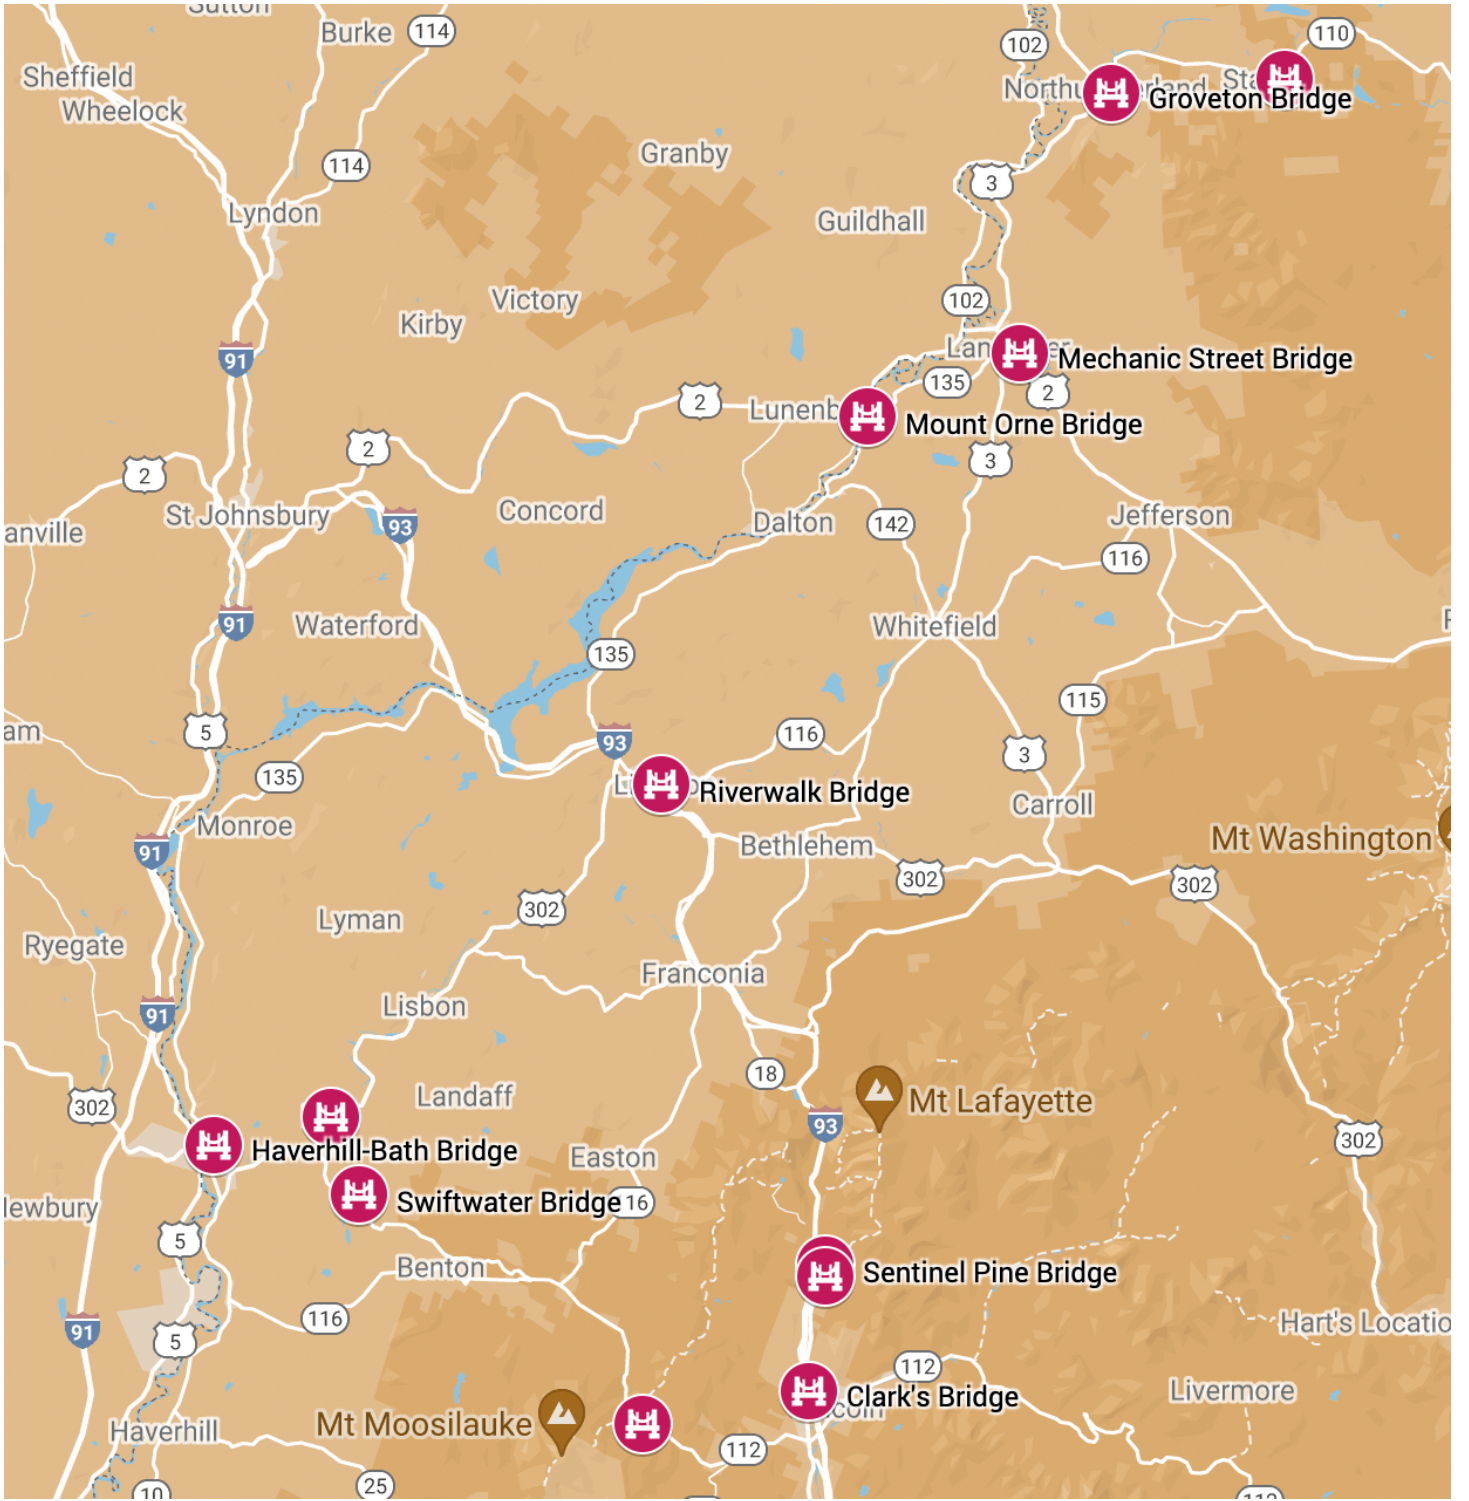 Sutton
Burke
114
102
110
Sheffield
Wheelock
Groveton Bridge
114
Granby
3
Lyndon
Guildhall
Victory
102
Kirby
91
Mechanic Street Bridge
135
2
2
Lunenb
Mount Orne Bridge
2
3
2
St Johnsbury
Concord
Dalton
142
Jefferson
93
anville
116
91
Waterford
Whitefield
135
115
5
am
93
116
3
135
Riverwalk Bridge
Carroll
Monroe
Bethlehem
Mt Washington
91
302
302
302
Lyman
Ryegate
Franconia
Lisbon
91
18
Landaff
Mt Lafayette
302
93
302
Haverhill-Bath Bridge
Easton
Swiftwater Bridge
16
ewbury
5
Benton
Sentinel Pine Bridge
116
Hart's Locatio
91
5
112
Clark's Bridge
Livermore
coln
Mt Moosilauke
Haverhill
112
25
10